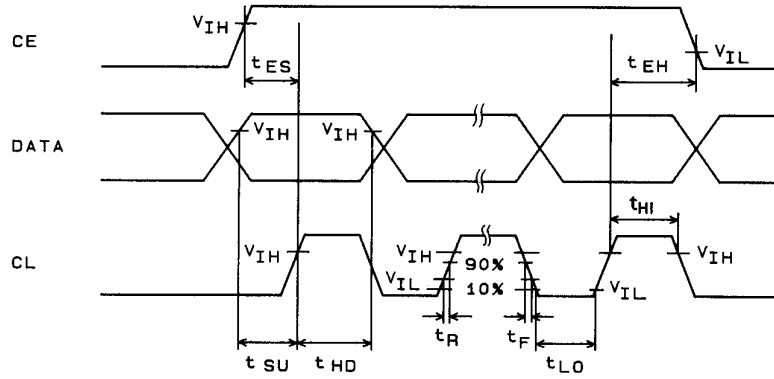 CE
VIH
tES
tEH
VIL
DATA
VIH
VIH
CL
VIH
VIH
90%
VIL
10%
tHI
VIH
VIL
tSU
tHD
tR
tF
tLO